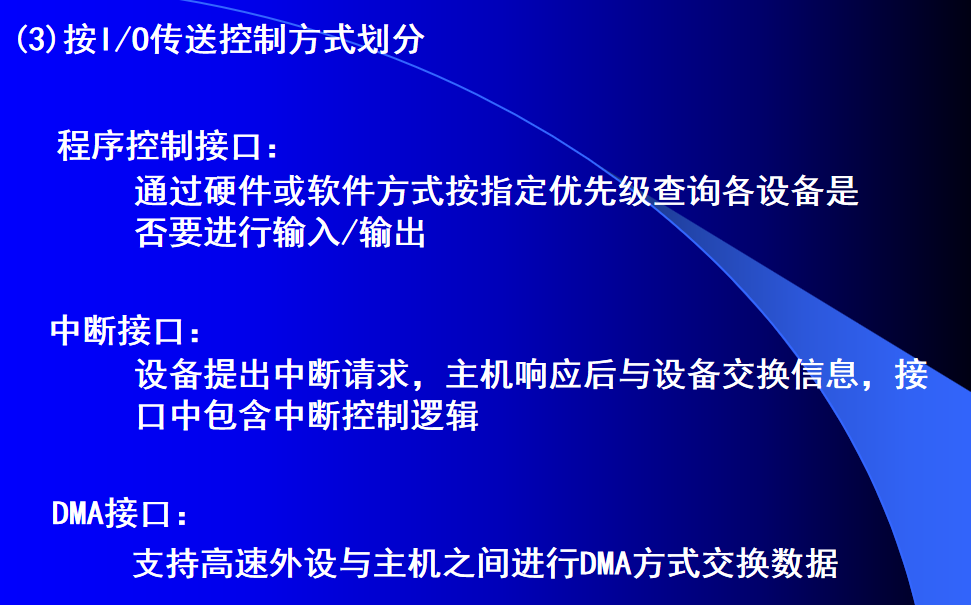 (3)按I/O传送控制方式划分
程序控制接口：
通过硬件或软件方式按指定优先级查询各设备是
否要进行输入/输出
中断接口：
设备提出中断请求，主机响应后与设备交换信息，接
口中包含中断控制逻辑
DMA接口：
支持高速外设与主机之间进行DMA方式交换数据